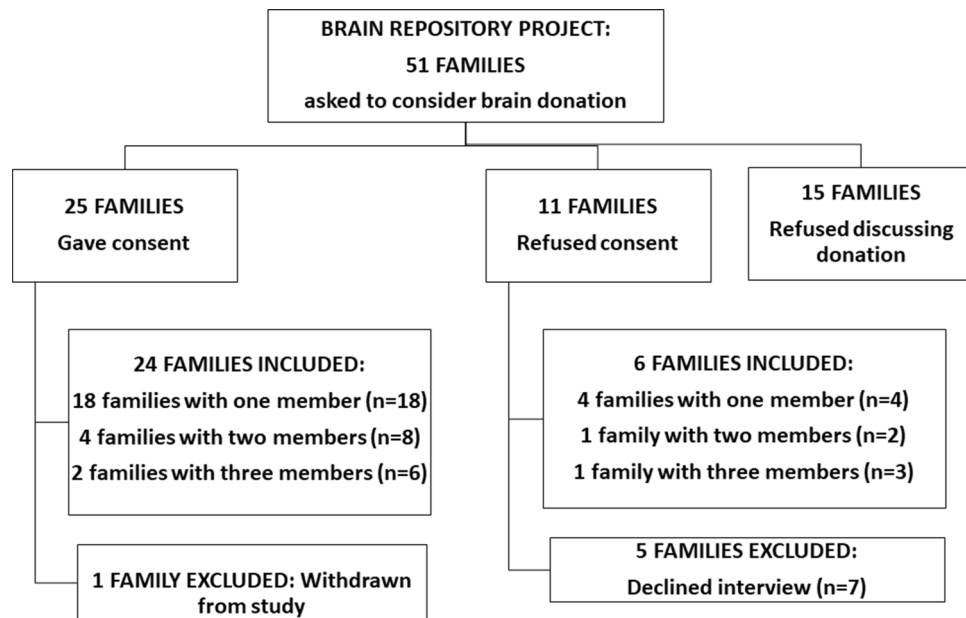 BRAIN REPOSITORY PROJECT:
51 FAMILIES
asked to consider brain donation
25 FAMILIES
Gave consent
11 FAMILIES
Refused consent
15 FAMILIES
Refused discussing
donation
24 FAMILIES INCLUDED:
18 families with one member (n=18)
4 families with two members (n=8)
2 families with three members (n=6)
6 FAMILIES INCLUDED:
4 families with one member (n=4)
1 family with two members (n=2)
1 family with three members (n=3)
1 FAMILY EXCLUDED: Withdrawn
from study
5 FAMILIES EXCLUDED:
Declined interview (n=7)